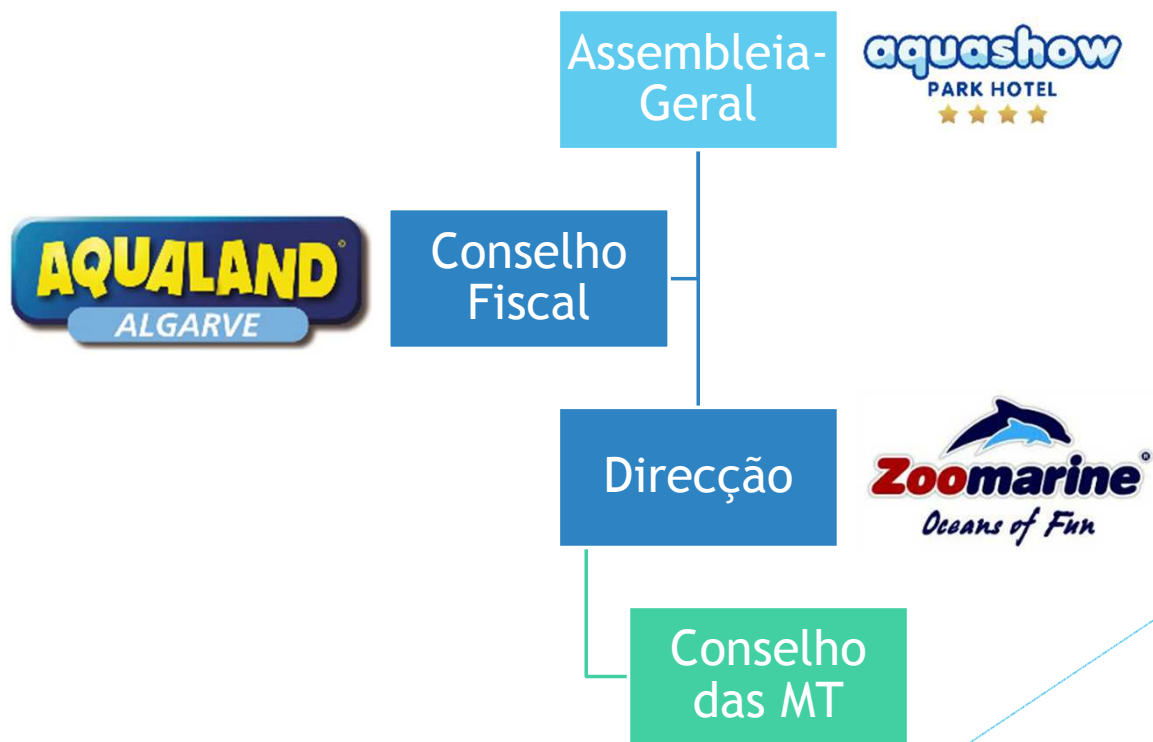 Assembleia-
Geral
aquashow
PARK HOTEL
AQUALAND
ALGARVE
Conselho
Fiscal
Direcção
Zoomarine
Oceans of Fun
Conselho
das MT